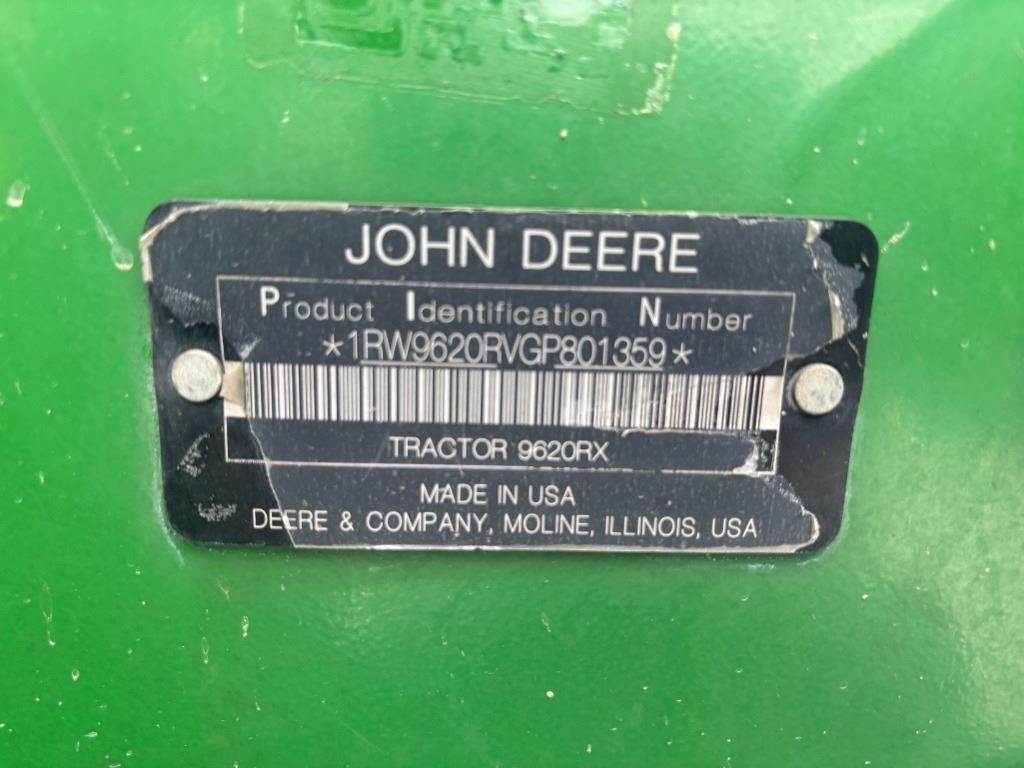 JOHN DEERE
Product Identification Number
*1RW9620RVGP801359*
TRACTOR 9620RX
MADE IN USA
DEERE & COMPANY, MOLINE, ILLINOIS, USA